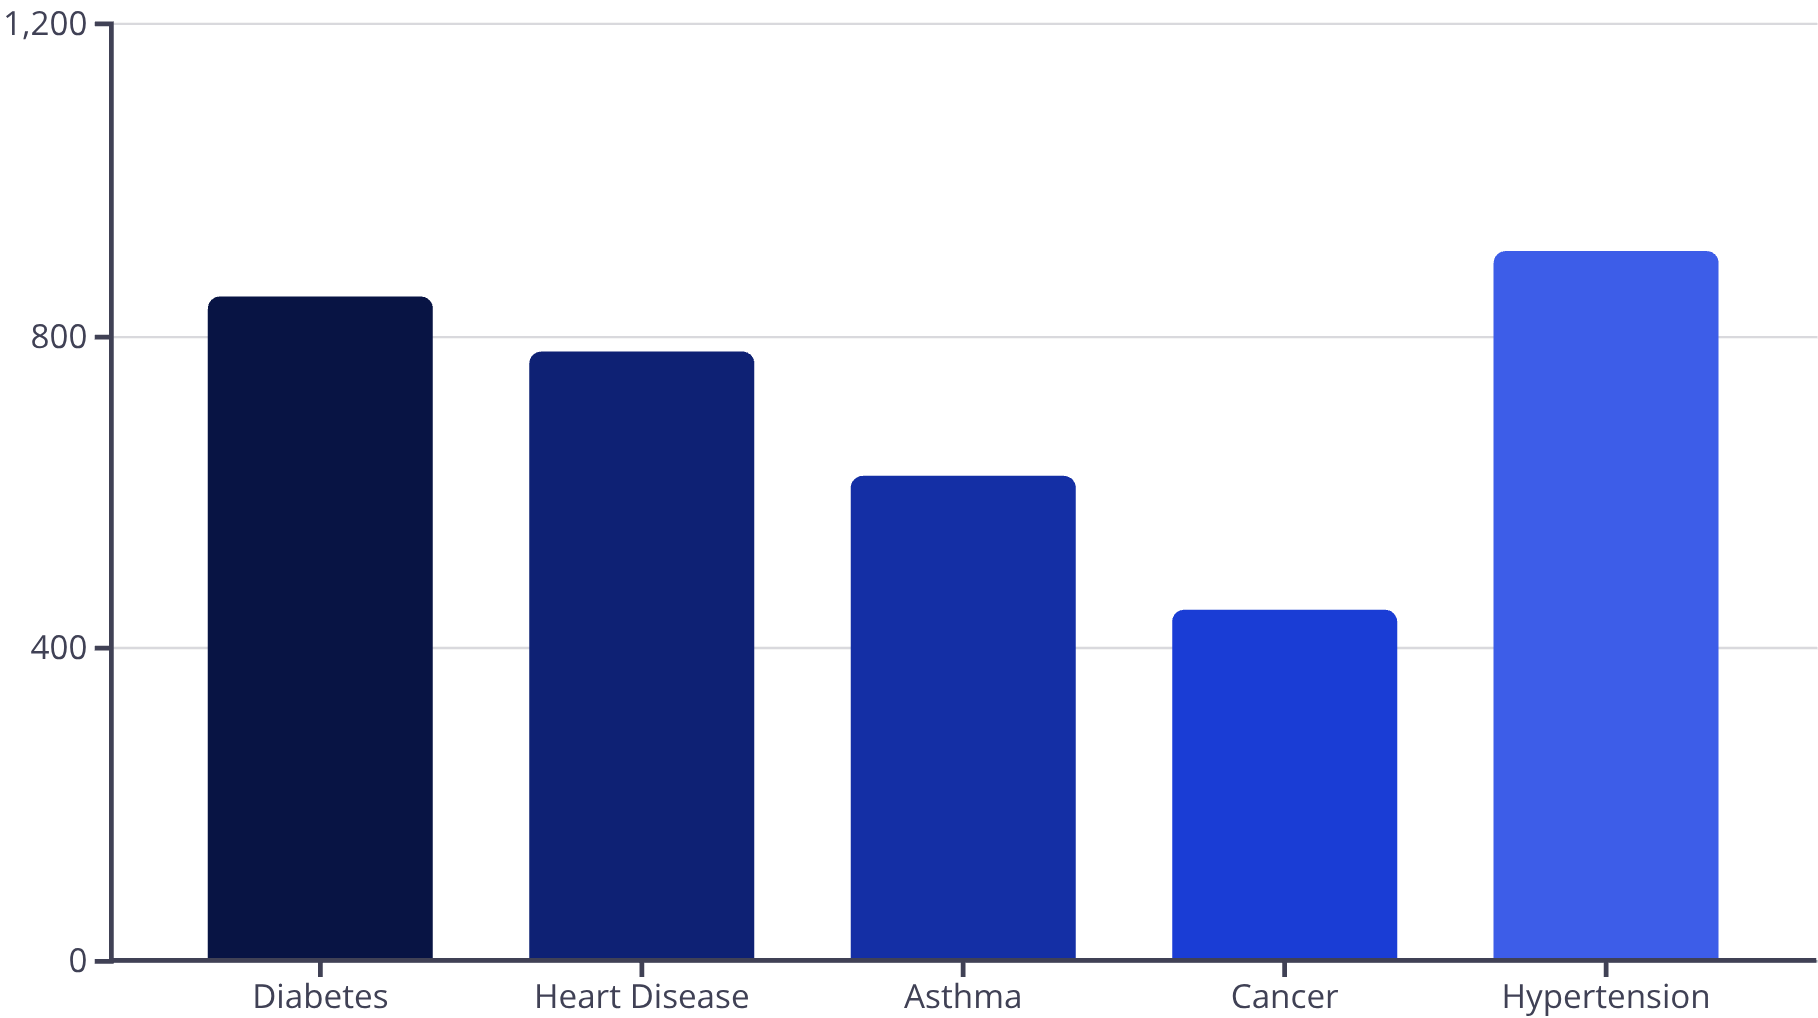 1,200
800
400
0
Diabetes
Heart Disease
Asthma
Cancer
Hypertension